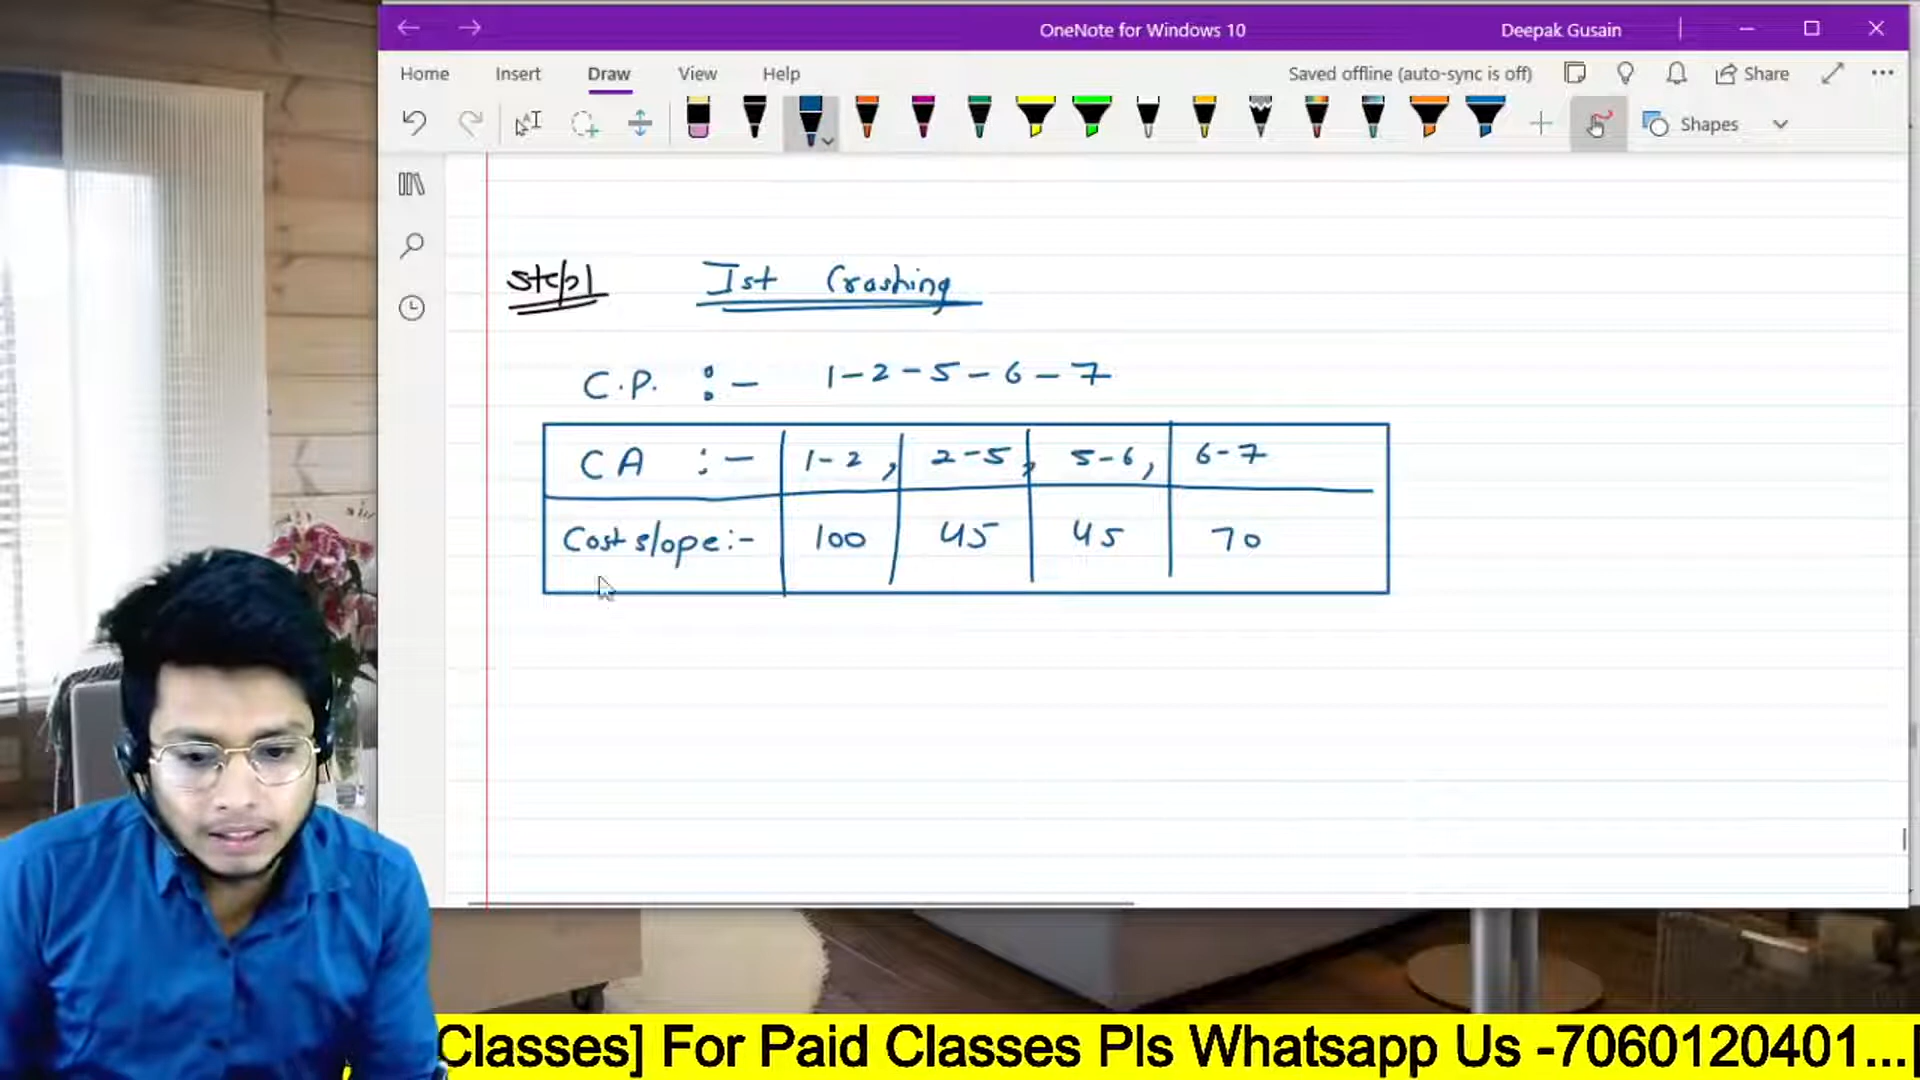 OneNote for Windows 10
Deepak Gusain
Home Insert Draw View Help
Saved offline (auto-sync is off) Share
Shapes
Step1 Ist Crashing
C.P. :- 1-2-5-6-7
CA :- 1-2, 2-5, 5-6, 6-7
Cost slope:- 100 45 45 70
Classes] For Paid Classes Pls Whatsapp Us -7060120401...[